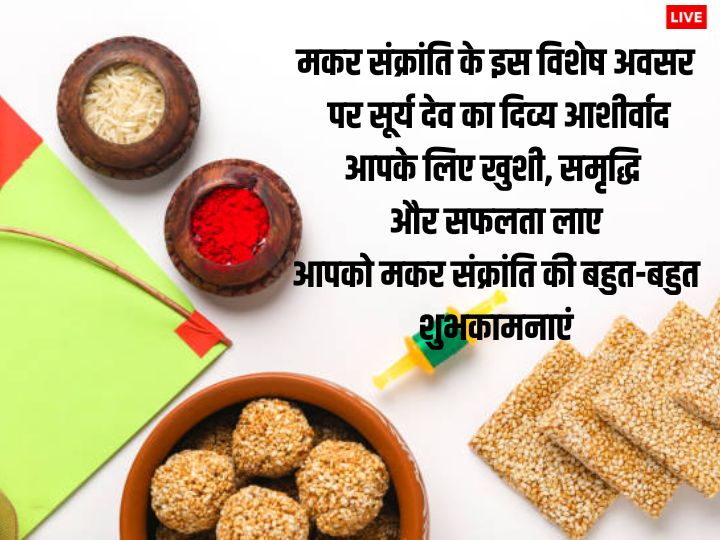 LIVE
मकर संक्रांति के इस विशेष अवसर
पर सूर्य देव का दिव्य आशीर्वाद
आपके लिए खुशी, समृद्धि
और सफलता लाए
आपको मकर संक्रांति की बहुत-बहुत
शुभकामनाएं